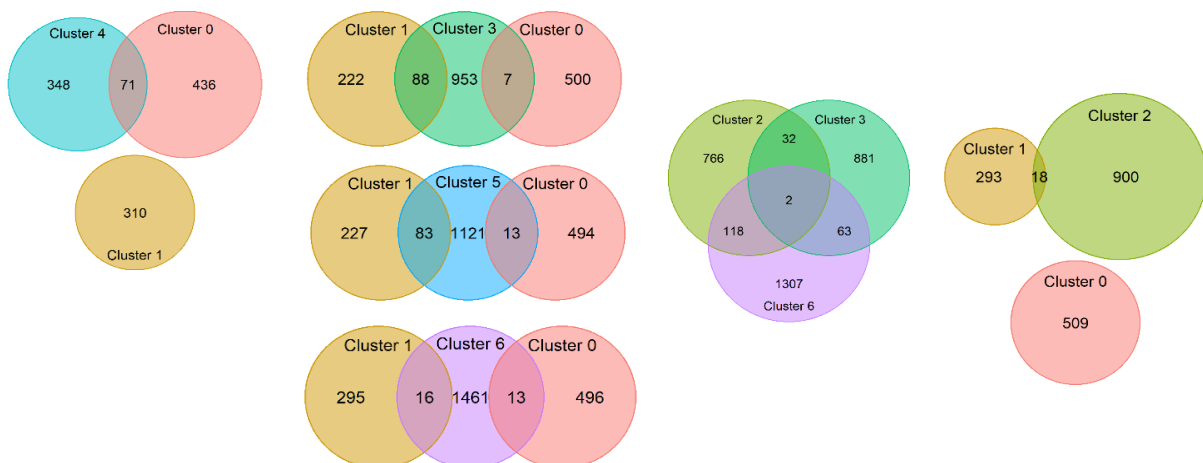 Cluster 4
Cluster 0
348
71
436
310
Cluster 1
Cluster 1
Cluster 3
Cluster 0
222
88
953
7
500
Cluster 1
Cluster 5
Cluster 0
227
83
1121
13
494
Cluster 1
Cluster 6
Cluster 0
295
16
1461
13
496
Cluster 2
Cluster 3
32
766
881
2
118
63
1307
Cluster 6
Cluster 2
Cluster 1
293
18
900
Cluster 0
509